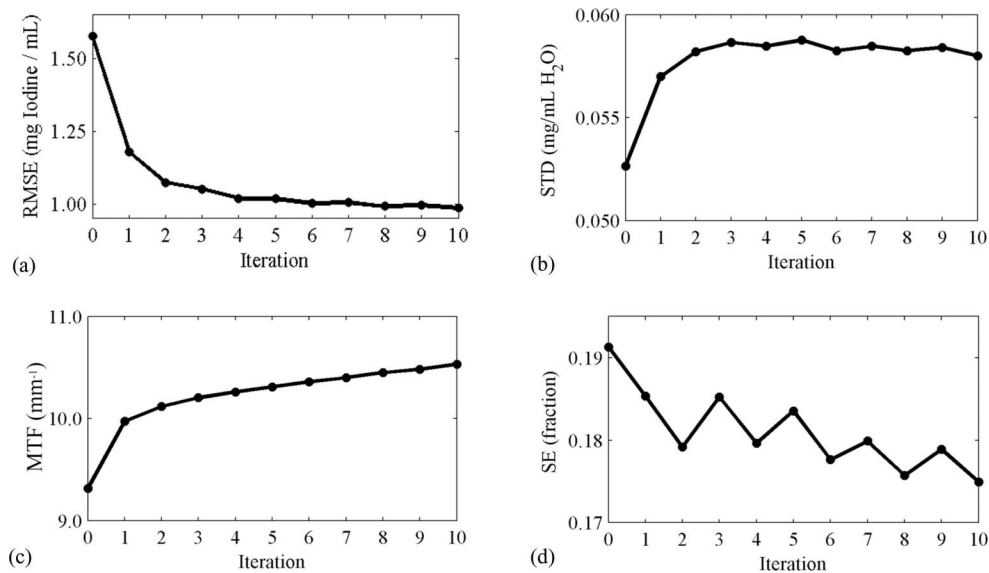 RMSE (mg Iodine / mL)
1.50
1.25
1.00
0 1 2 3 4 5 6 7 8 9 10
Iteration
(a)
STD (mg/mL H₂O)
0.060
0.055
0.050
0 1 2 3 4 5 6 7 8 9 10
Iteration
(b)
MTF (mm⁻¹)
11.0
10.0
9.0
0 1 2 3 4 5 6 7 8 9 10
Iteration
(c)
SE (fraction)
0.19
0.18
0.17
0 1 2 3 4 5 6 7 8 9 10
Iteration
(d)